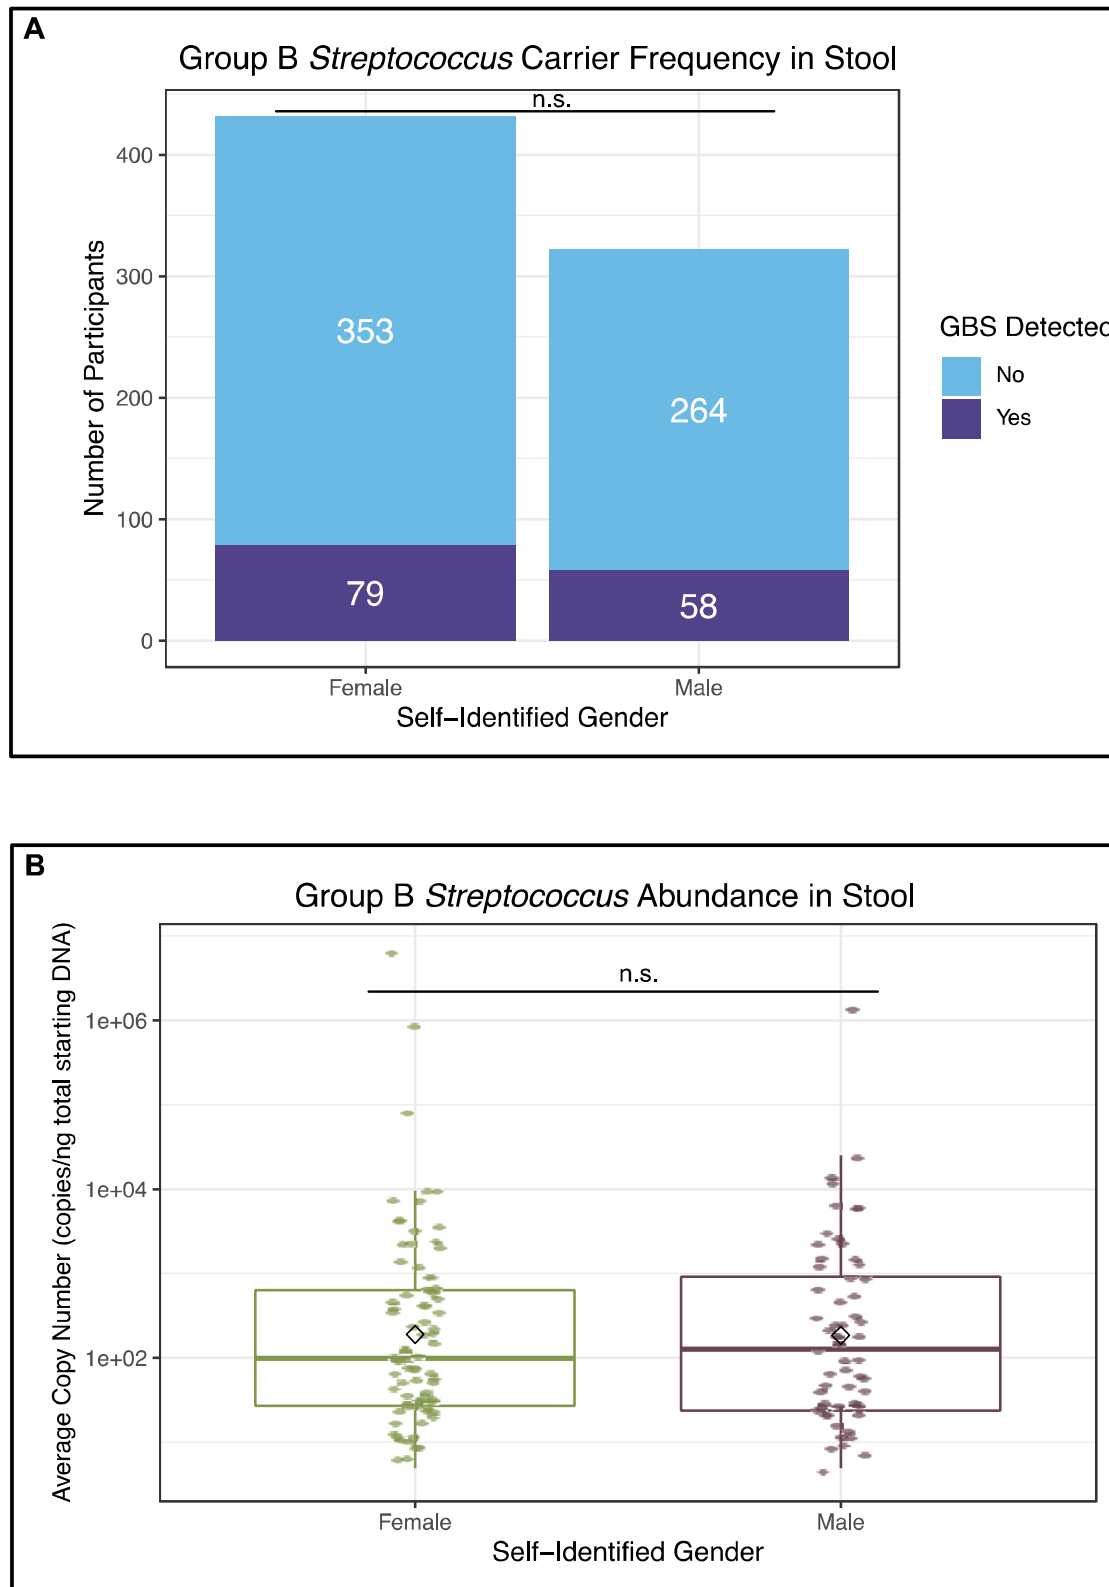 A
Group B Streptococcus Carrier Frequency in Stool
n.s.
400
300
200
100
0
Number of Participants
353
264
79
58
Female
Male
Self−Identified Gender
GBS Detected
No
Yes
B
Group B Streptococcus Abundance in Stool
n.s.
1e+06
1e+04
1e+02
Average Copy Number (copies/ng total starting DNA)
Female
Male
Self−Identified Gender